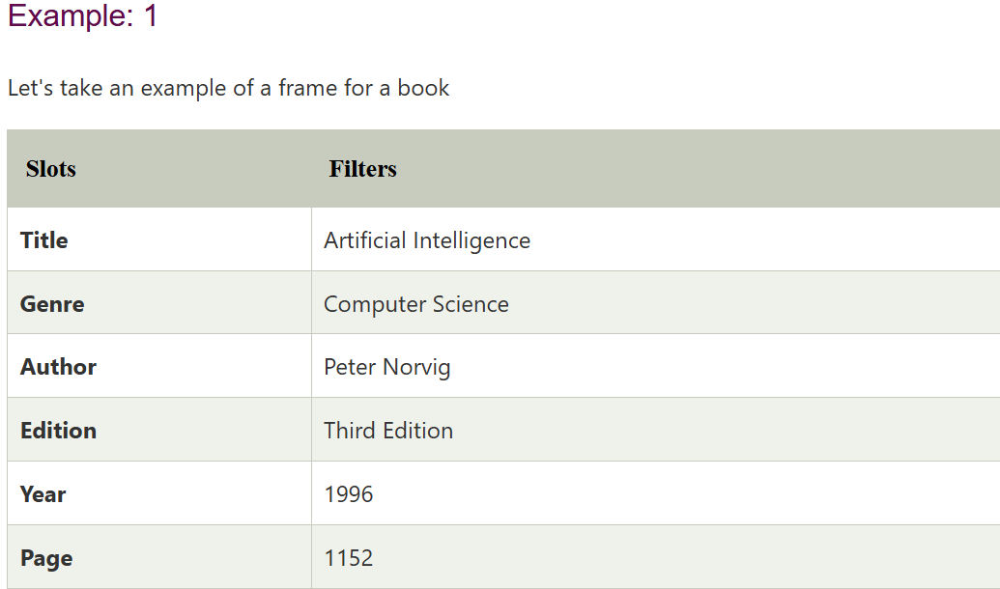 Example: 1
Let's take an example of a frame for a book
Slots Filters
Title Artificial Intelligence
Genre Computer Science
Author Peter Norvig
Edition Third Edition
Year 1996
Page 1152